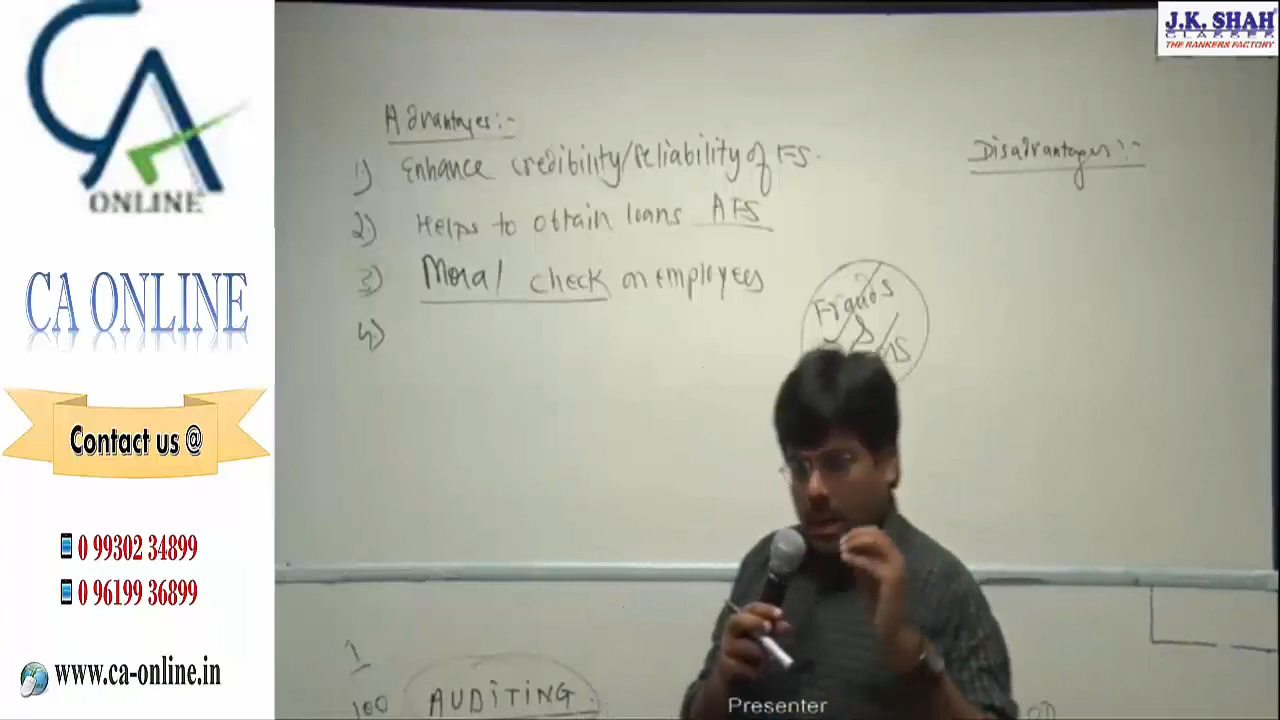 CA
ONLINE
CA ONLINE
Contact us @
0 99302 34899
0 96199 36899
www.ca-online.in
J.K. SHAH
CLASSES
THE RANKERS FACTORY
Advantages:-
1) Enhance credibility/reliability of FS.
2) Helps to obtain loans AFS
3) Moral check on employees
4)
Disadvantages:-
Frauds
1
100 AUDITING
Presenter